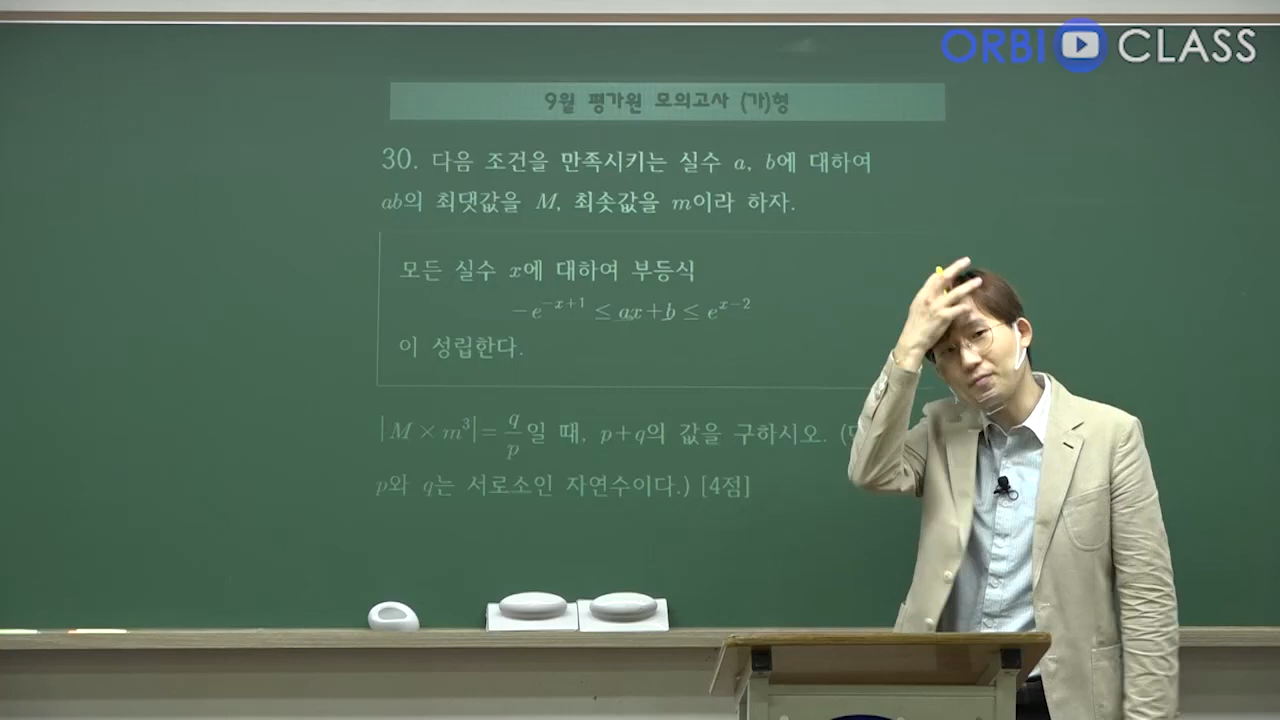 ORBI CLASS
9월 평가원 모의고사 (가)형
30. 다음 조건을 만족시키는 실수 a, b에 대하여
ab의 최댓값을 M, 최솟값을 m이라 하자.
모든 실수 x에 대하여 부등식
−e^{−x+1} ≤ ax+b ≤ e^{x−2}
이 성립한다.
|M×m³| = q/p일 때, p+q의 값을 구하시오. (
p와 q는 서로소인 자연수이다.) [4점]